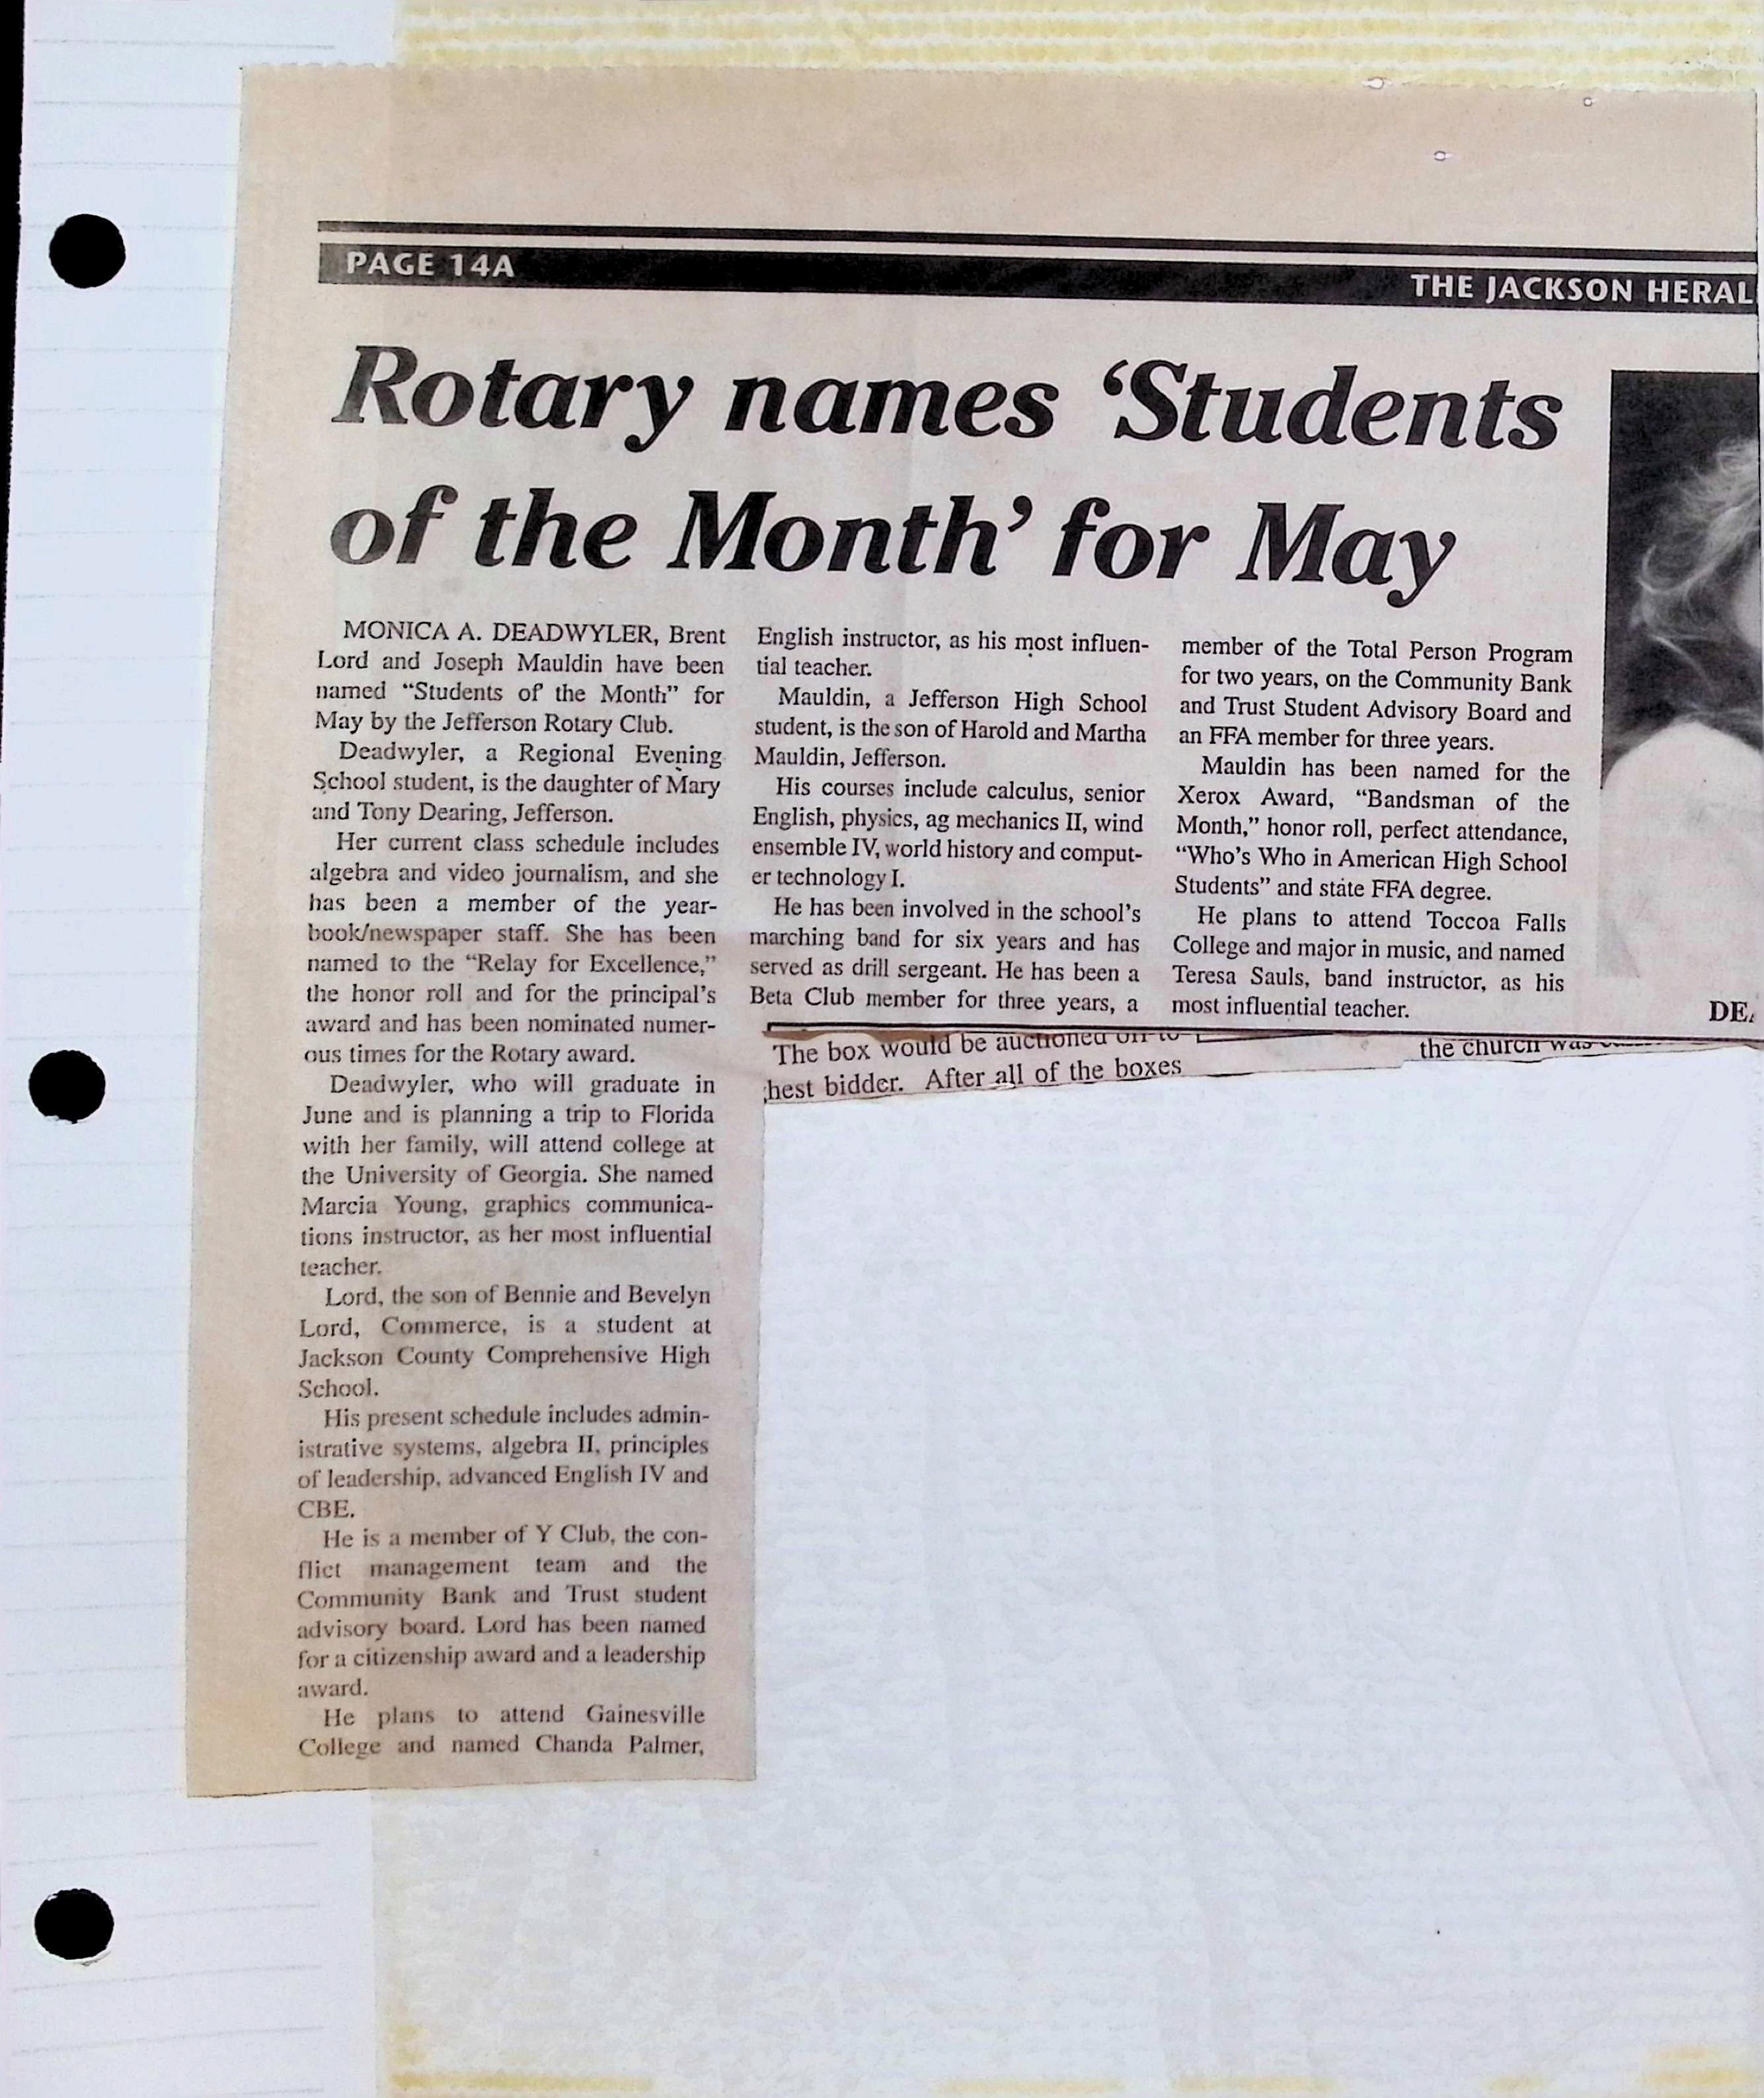 PAGE 14A
THE JACKSON HERAL
Rotary names ‘Students
of the Month’ for May
MONICA A. DEADWYLER, Brent
Lord and Joseph Mauldin have been
named “Students of the Month” for
May by the Jefferson Rotary Club.
Deadwyler, a Regional Evening
School student, is the daughter of Mary
and Tony Dearing, Jefferson.
Her current class schedule includes
algebra and video journalism, and she
has been a member of the year-
book/newspaper staff. She has been
named to the “Relay for Excellence,”
the honor roll and for the principal’s
award and has been nominated numer-
ous times for the Rotary award.
Deadwyler, who will graduate in
June and is planning a trip to Florida
with her family, will attend college at
the University of Georgia. She named
Marcia Young, graphics communica-
tions instructor, as her most influential
teacher.
Lord, the son of Bennie and Bevelyn
Lord, Commerce, is a student at
Jackson County Comprehensive High
School.
His present schedule includes admin-
istrative systems, algebra II, principles
of leadership, advanced English IV and
CBE.
He is a member of Y Club, the con-
flict management team and the
Community Bank and Trust student
advisory board. Lord has been named
for a citizenship award and a leadership
award.
He plans to attend Gainesville
College and named Chanda Palmer,
English instructor, as his most influen-
tial teacher.
Mauldin, a Jefferson High School
student, is the son of Harold and Martha
Mauldin, Jefferson.
His courses include calculus, senior
English, physics, ag mechanics II, wind
ensemble IV, world history and comput-
er technology I.
He has been involved in the school’s
marching band for six years and has
served as drill sergeant. He has been a
Beta Club member for three years, a
member of the Total Person Program
for two years, on the Community Bank
and Trust Student Advisory Board and
an FFA member for three years.
Mauldin has been named for the
Xerox Award, “Bandsman of the
Month,” honor roll, perfect attendance,
“Who’s Who in American High School
Students” and state FFA degree.
He plans to attend Toccoa Falls
College and major in music, and named
Teresa Sauls, band instructor, as his
most influential teacher.
DEA
The box would be auctioned off to
hest bidder. After all of the boxes
the church was